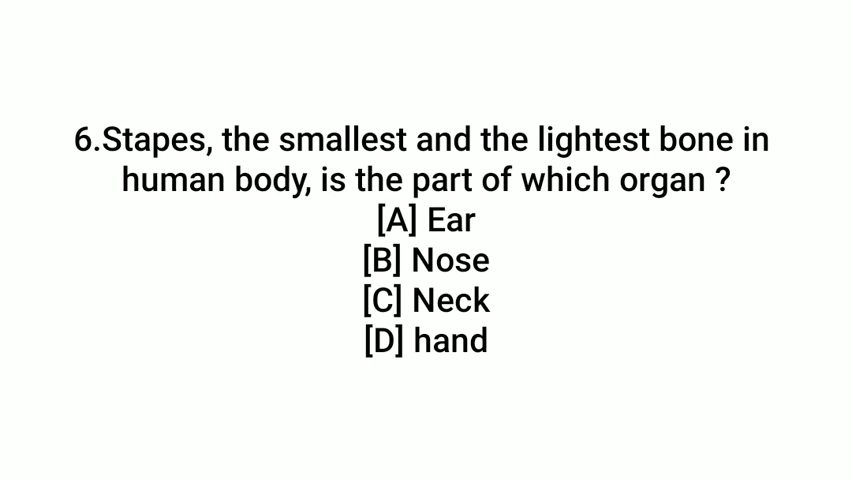 6.Stapes, the smallest and the lightest bone in
human body, is the part of which organ ?
[A] Ear
[B] Nose
[C] Neck
[D] hand